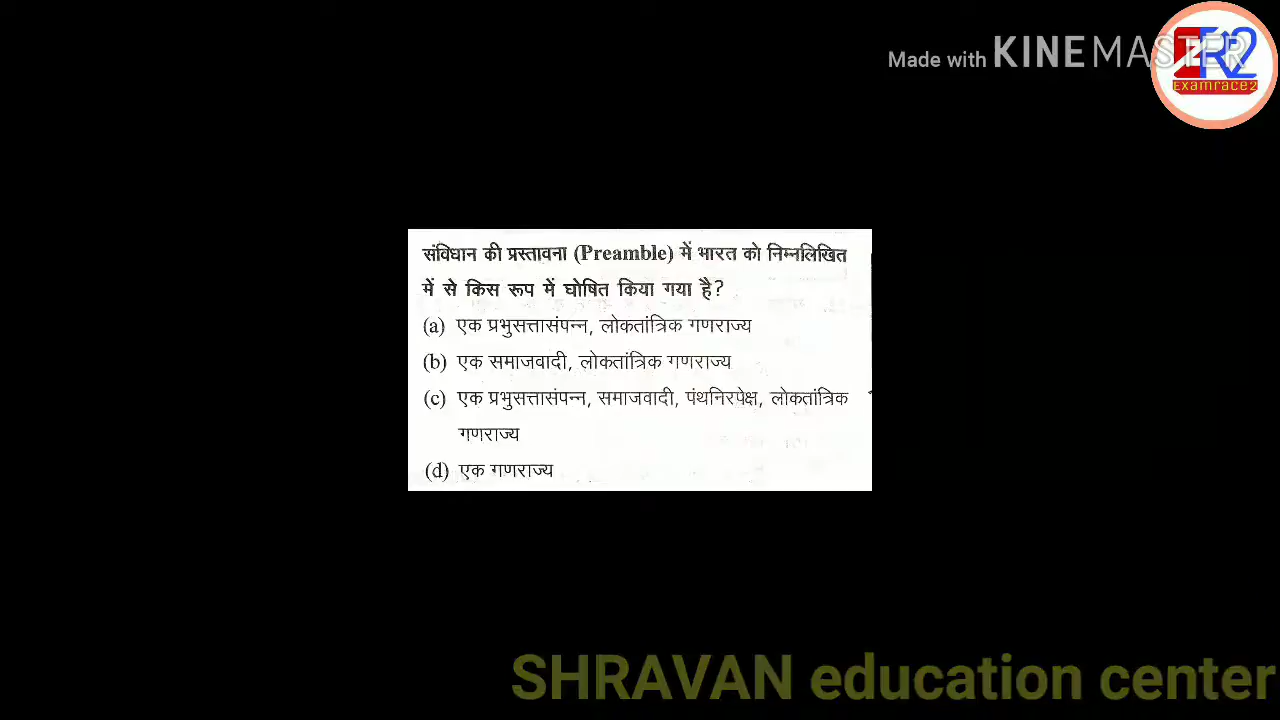 Made with KINEMASTER
ER2
Examrace2
संविधान की प्रस्तावना (Preamble) में भारत को निम्नलिखित
में से किस रूप में घोषित किया गया है?
(a) एक प्रभुसत्तासंपन्न, लोकतांत्रिक गणराज्य
(b) एक समाजवादी, लोकतांत्रिक गणराज्य
(c) एक प्रभुसत्तासंपन्न, समाजवादी, पंथनिरपेक्ष, लोकतांत्रिक
गणराज्य
(d) एक गणराज्य
SHRAVAN education center